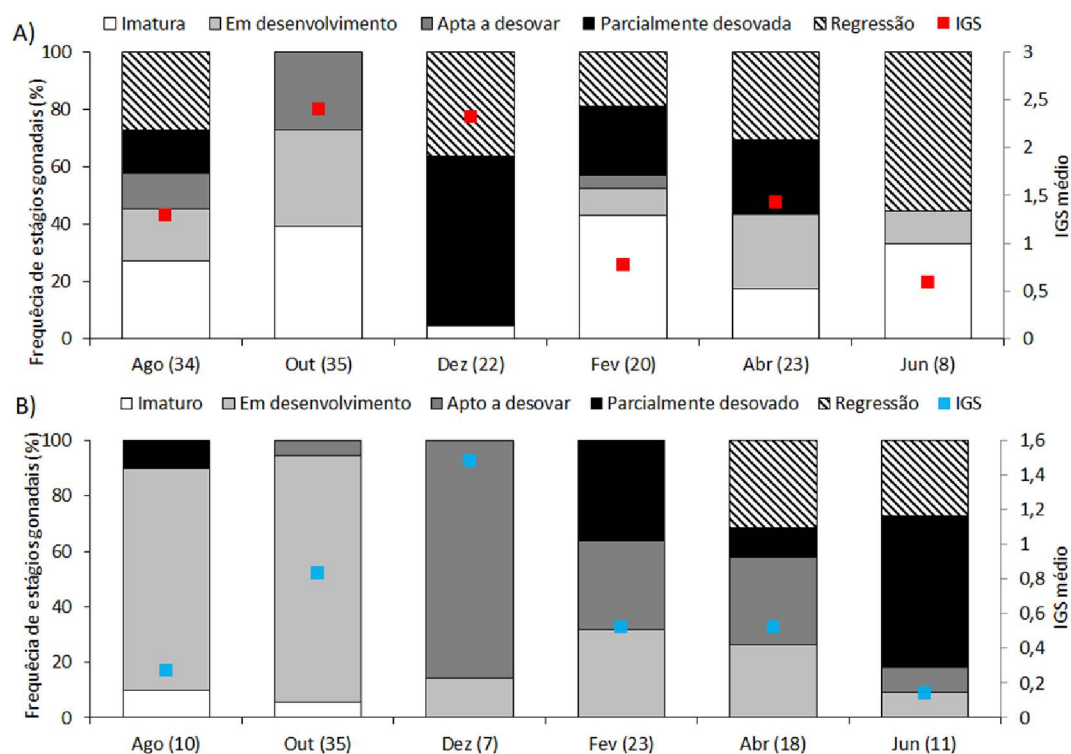 A)
Imatura Em desenvolvimento Apta a desovar Parcialmente desovada Regressão IGS
Frequêcia de estágios gonadais (%)
100
80
60
40
20
0
3
2,5
2
1,5
1
0,5
0
IGS médio
Ago (34) Out (35) Dez (22) Fev (20) Abr (23) Jun (8)
B)
Imaturo Em desenvolvimento Apto a desovar Parcialmente desovado Regressão IGS
Frequêcia de estágios gonadais (%)
100
80
60
40
20
0
1,6
1,4
1,2
1
0,8
0,6
0,4
0,2
0
IGS médio
Ago (10) Out (35) Dez (7) Fev (23) Abr (18) Jun (11)